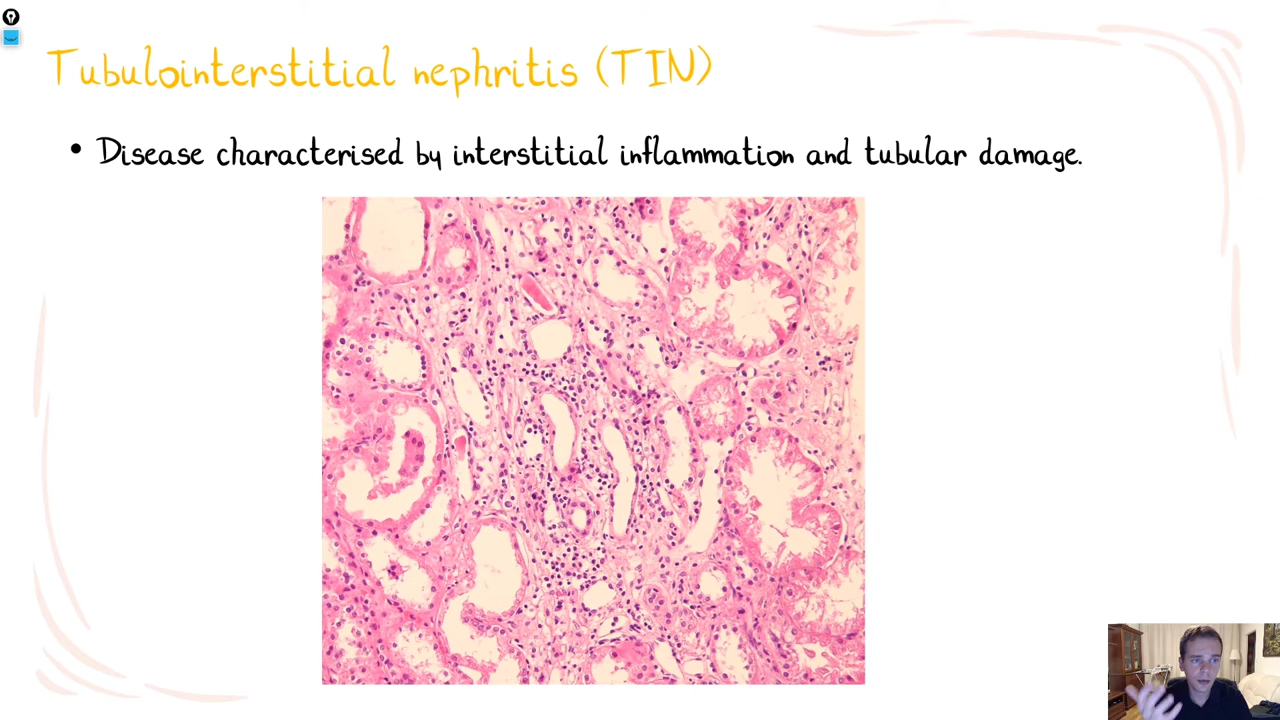 Tubulointerstitial nephritis (TIN)
• Disease characterised by interstitial inflammation and tubular damage.